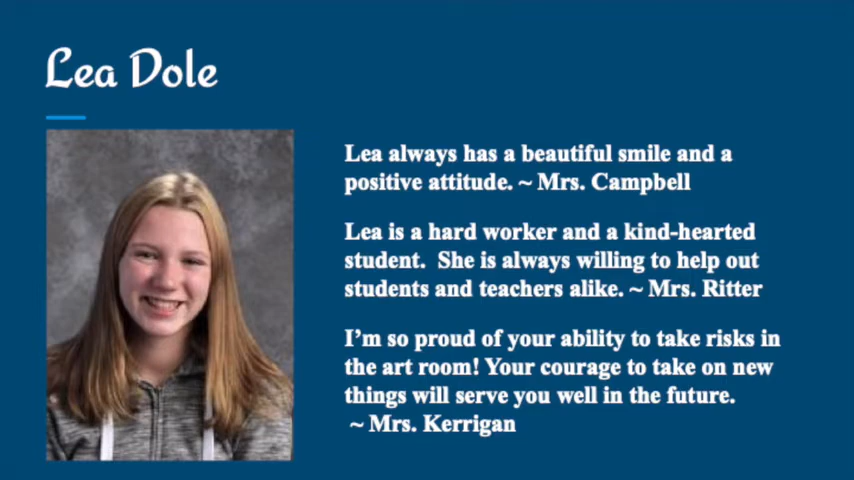 Lea Dole
Lea always has a beautiful smile and a
positive attitude. ~ Mrs. Campbell
Lea is a hard worker and a kind-hearted
student.  She is always willing to help out
students and teachers alike. ~ Mrs. Ritter
I'm so proud of your ability to take risks in
the art room! Your courage to take on new
things will serve you well in the future.
~ Mrs. Kerrigan